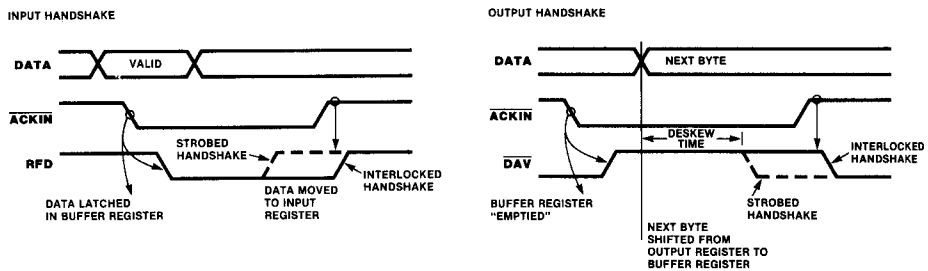 INPUT HANDSHAKE
DATA
VALID
ACKIN
STROBED
HANDSHAKE
RFD
INTERLOCKED
HANDSHAKE
DATA LATCHED
IN BUFFER REGISTER
DATA MOVED
TO INPUT
REGISTER
OUTPUT HANDSHAKE
DATA
NEXT BYTE
ACKIN
DESKEW
TIME
DAV
INTERLOCKED
HANDSHAKE
BUFFER REGISTER
"EMPTIED"
STROBED
HANDSHAKE
NEXT BYTE
SHIFTED FROM
OUTPUT REGISTER TO
BUFFER REGISTER